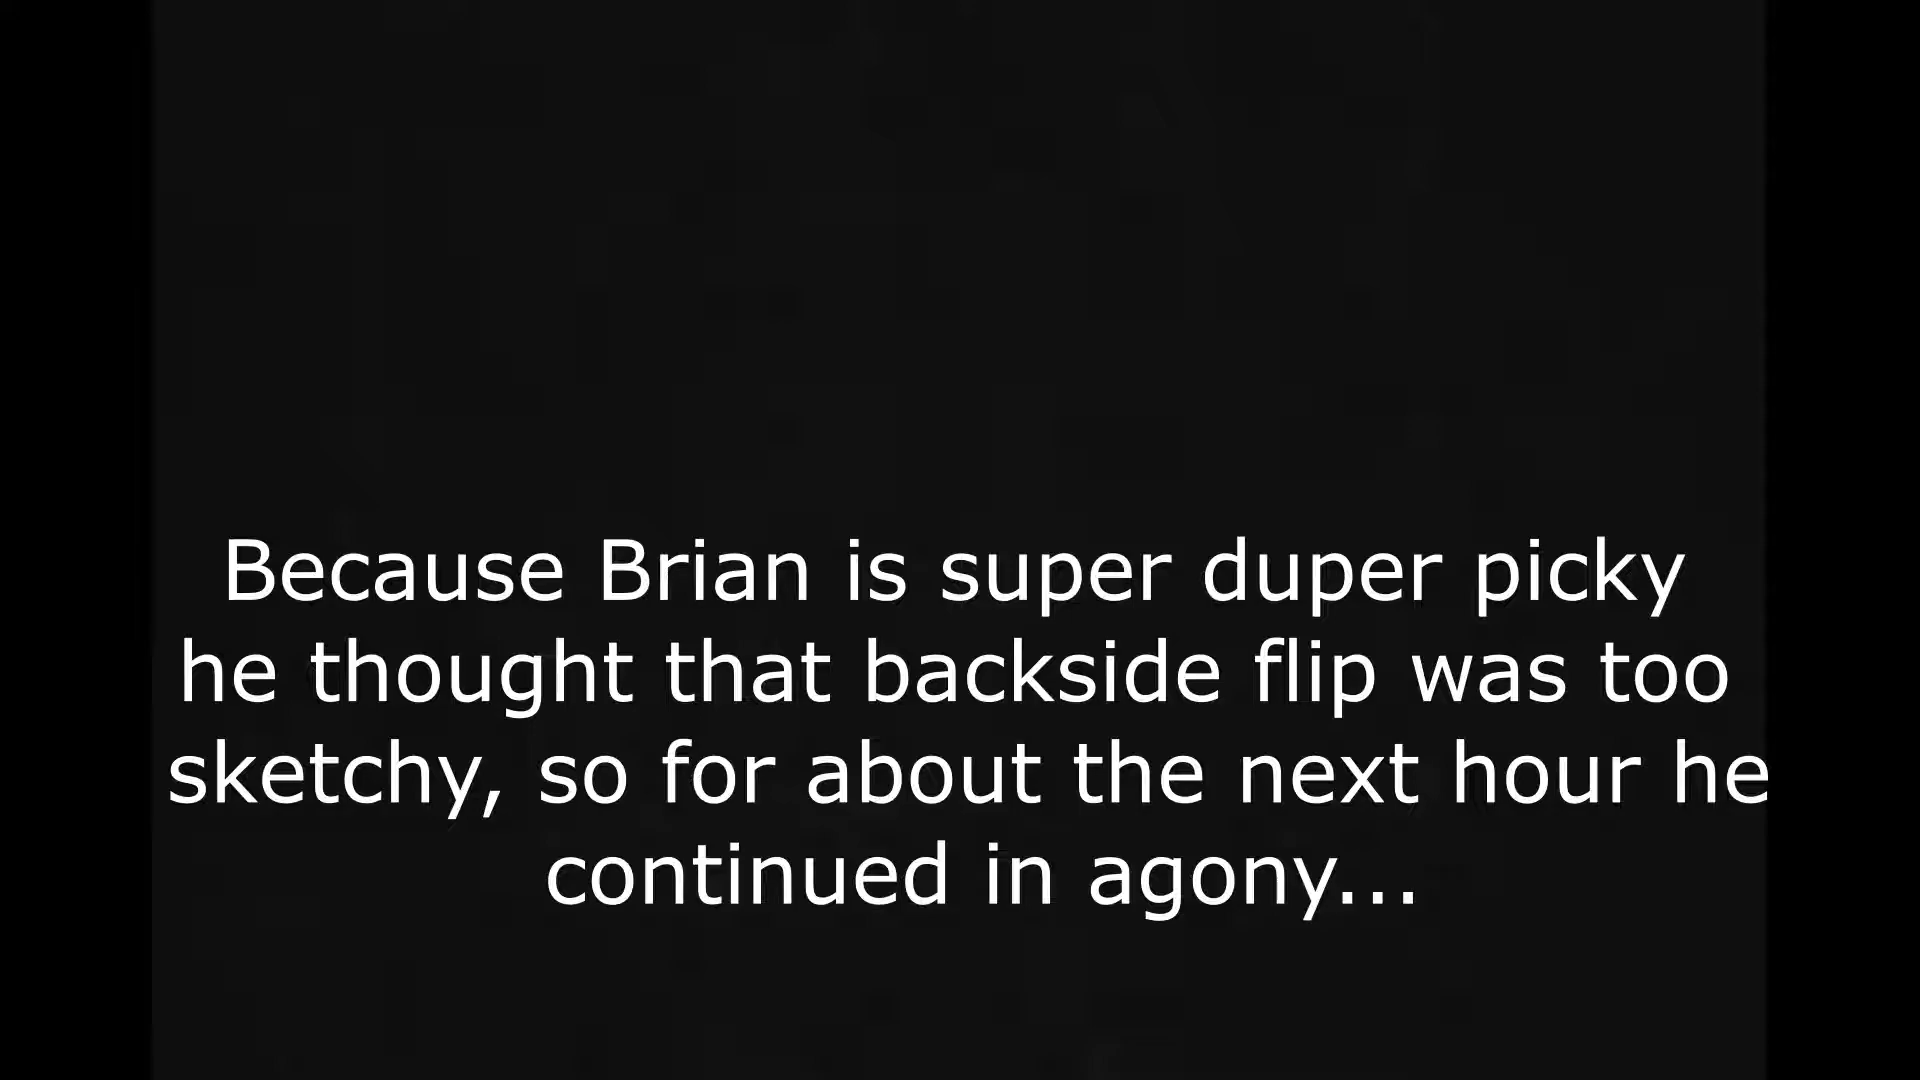 Because Brian is super duper picky
he thought that backside flip was too
sketchy, so for about the next hour he
continued in agony...